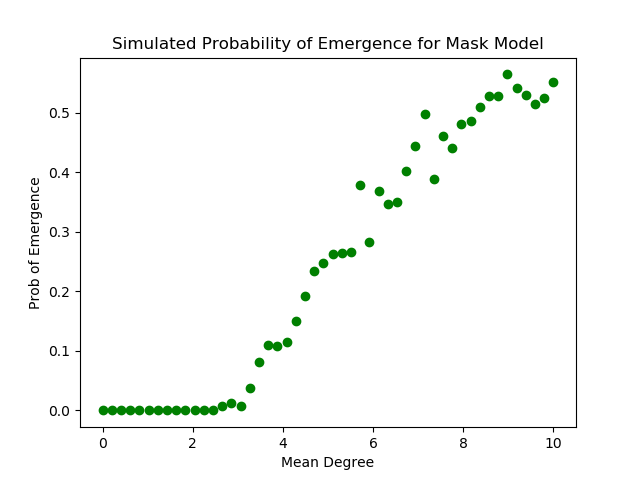 Simulated Probability of Emergence for Mask Model
0.5
0.4
0.3
0.2
0.1
0.0
Prob of Emergence
0 2 4 6 8 10
Mean Degree